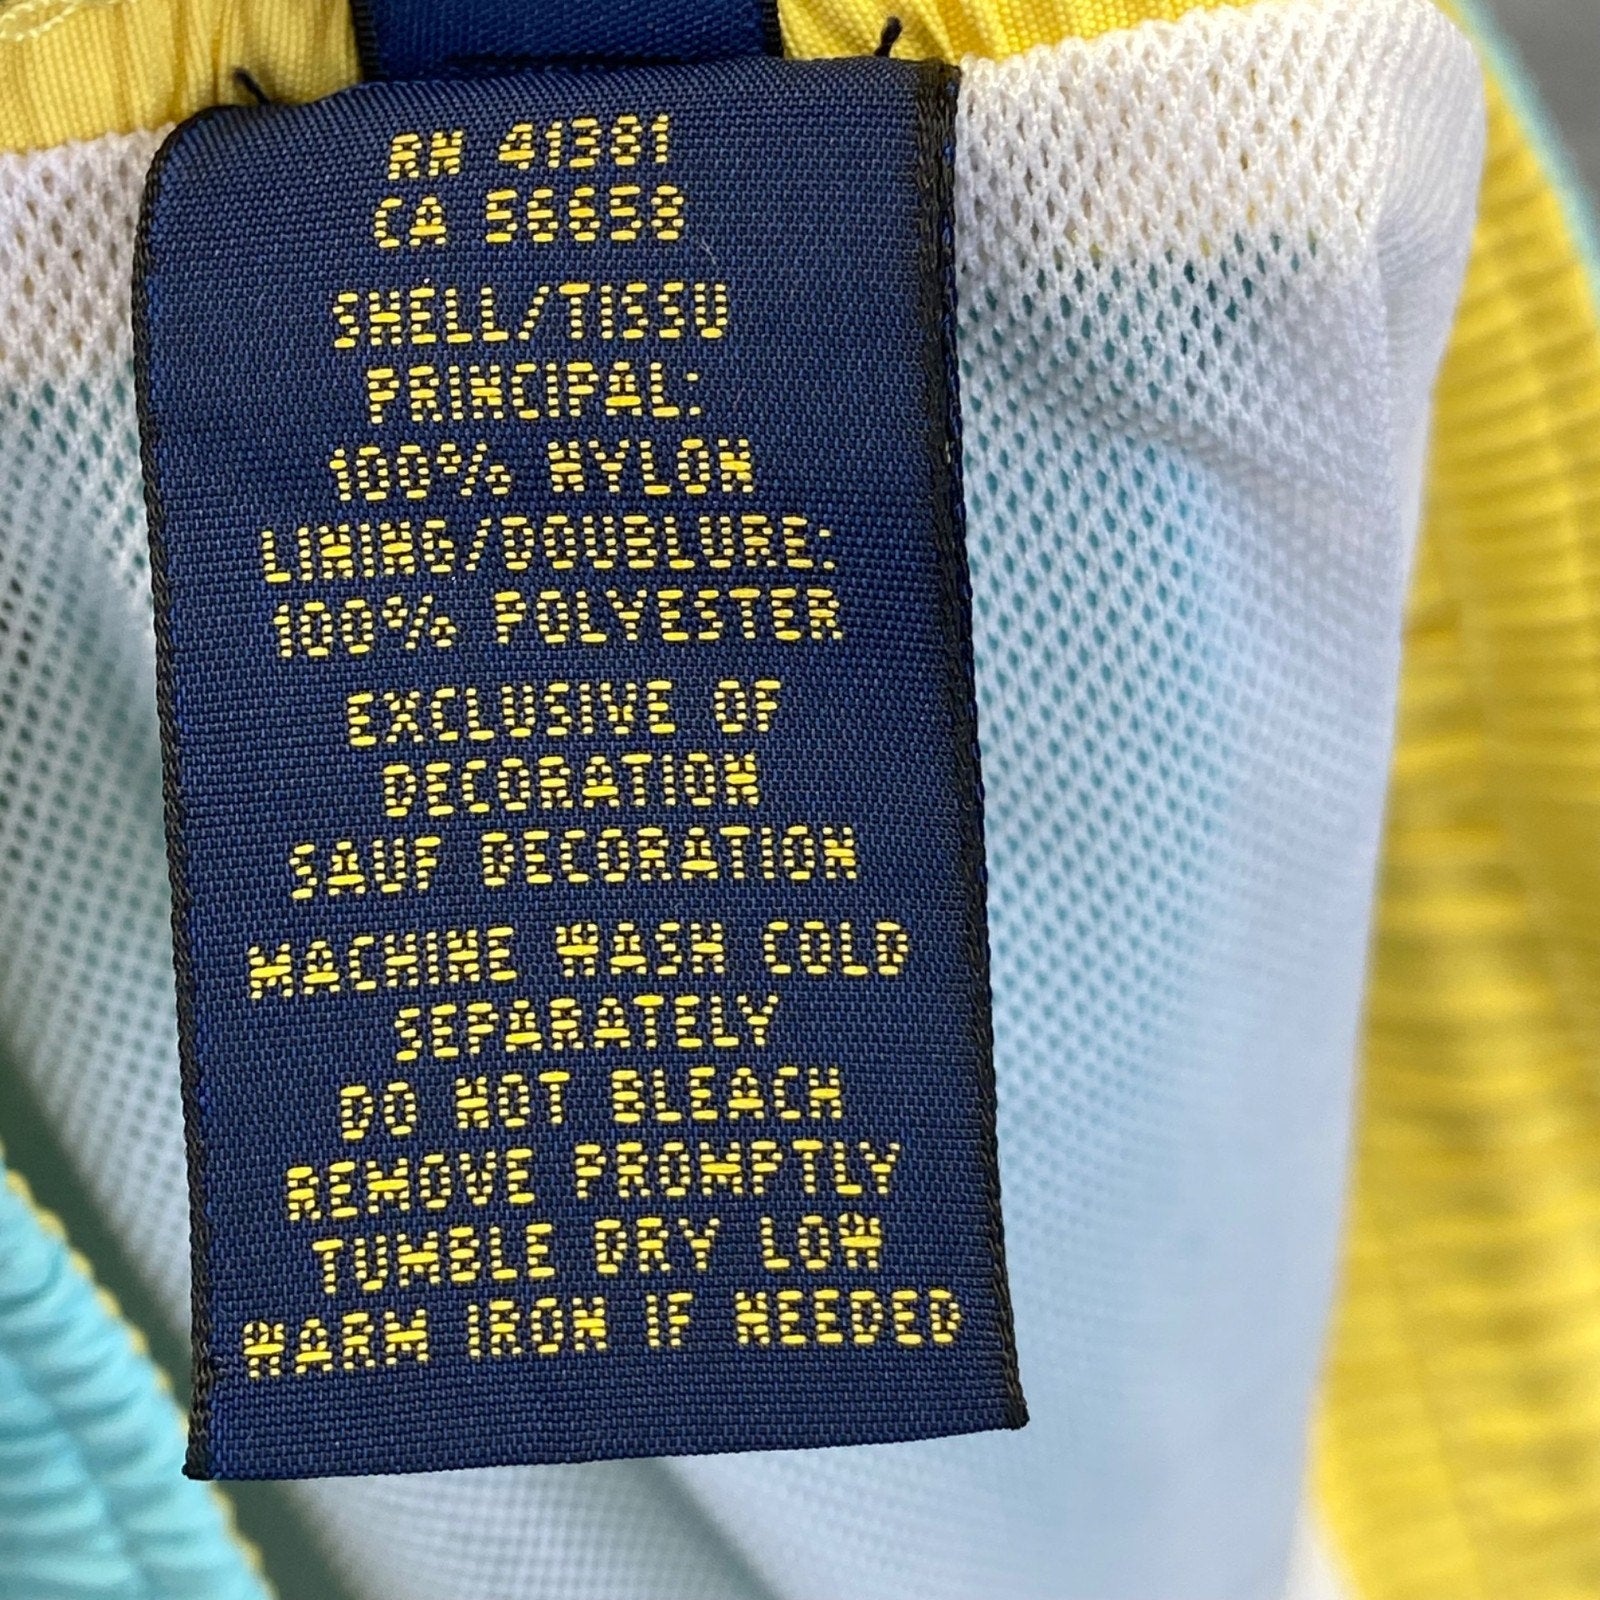 RN 41381
CA 56658
SHELL/TISSU
PRINCIPAL:
100% NYLON
LINING/DOUBLURE:
100% POLYESTER
EXCLUSIVE OF
DECORATION
SAUF DECORATION
MACHINE WASH COLD
SEPARATELY
DO NOT BLEACH
REMOVE PROMPTLY
TUMBLE DRY LOW
WARM IRON IF NEEDED